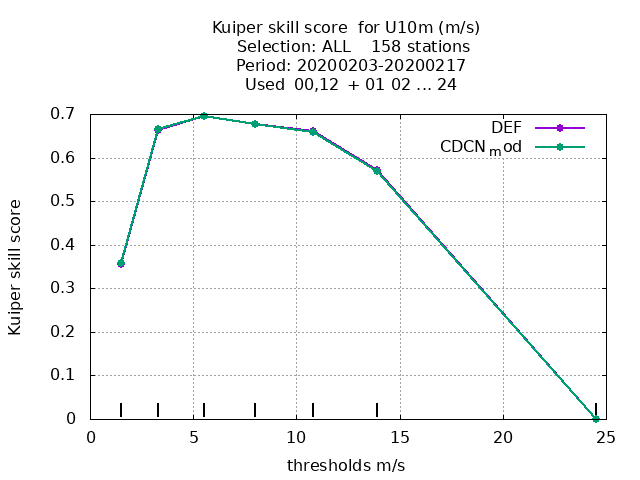 Kuiper skill score  for U10m (m/s)
Selection: ALL    158 stations
Period: 20200203-20200217
Used  00,12  + 01 02 ... 24
DEF
CDCNmod
0.7
0.6
0.5
0.4
0.3
0.2
0.1
0
Kuiper skill score
0 5 10 15 20 25
thresholds m/s